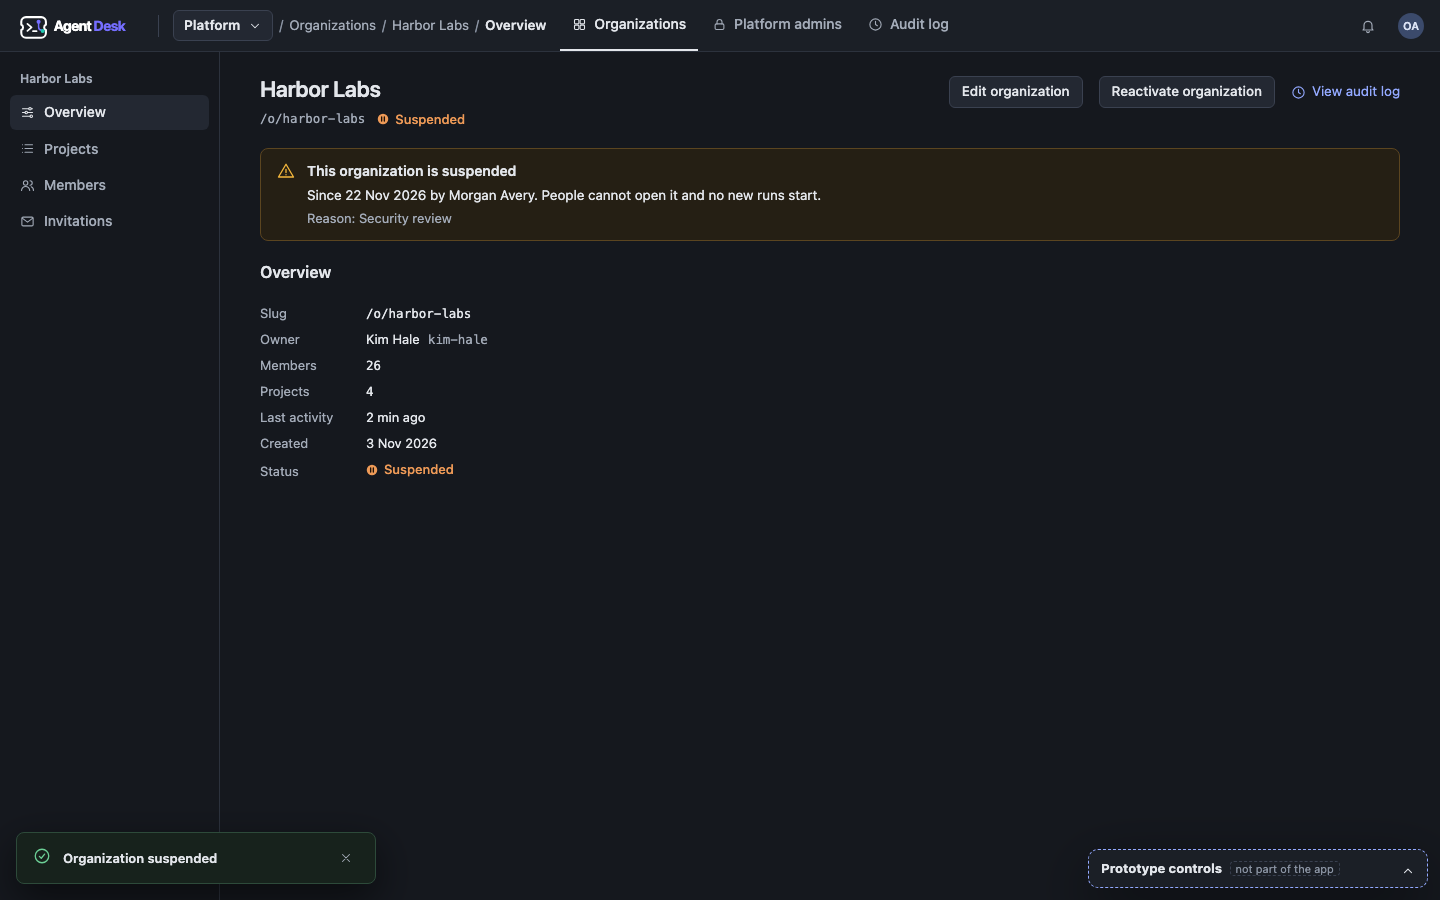 AgentDesk
Platform / Organizations / Harbor Labs / Overview
Organizations
Platform admins
Audit log
OA
Harbor Labs
Overview
Projects
Members
Invitations
Harbor Labs
/o/harbor-labs Suspended
Edit organization
Reactivate organization
View audit log
This organization is suspended
Since 22 Nov 2026 by Morgan Avery. People cannot open it and no new runs start.
Reason: Security review
Overview
Slug /o/harbor-labs
Owner Kim Hale kim-hale
Members 26
Projects 4
Last activity 2 min ago
Created 3 Nov 2026
Status Suspended
Organization suspended
Prototype controls not part of the app